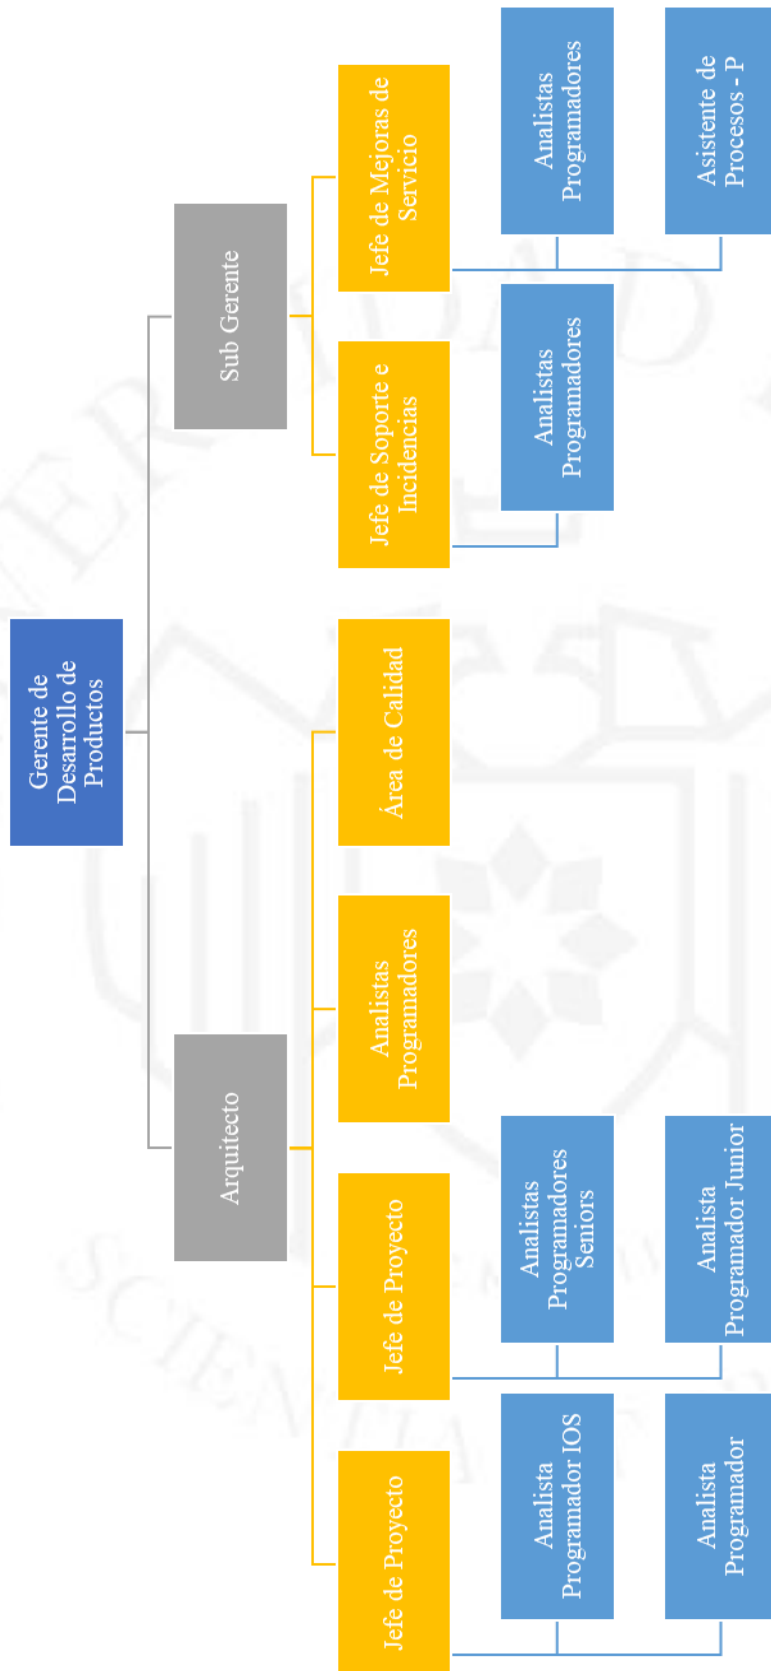 Gerente de
Desarrollo de
Productos
Arquitecto
Sub Gerente
Jefe de Proyecto
Jefe de Proyecto
Analistas
Programadores
Área de Calidad
Jefe de Soporte e
Incidencias
Jefe de Mejoras de
Servicio
Analista
Programador IOS
Analistas
Programadores
Seniors
Analistas
Programadores
Analistas
Programadores
Analista
Programador
Analista
Programador Junior
Asistente de
Procesos - P